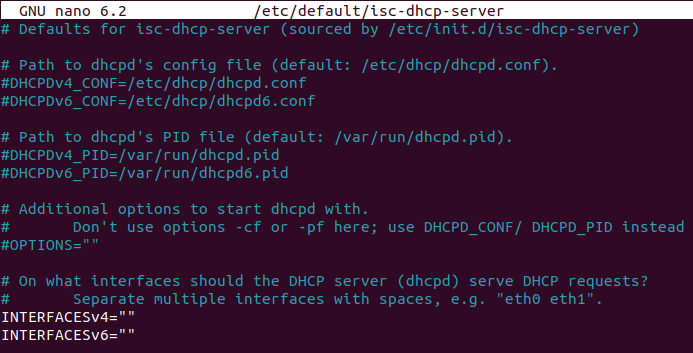 GNU nano 6.2 /etc/default/isc-dhcp-server
# Defaults for isc-dhcp-server (sourced by /etc/init.d/isc-dhcp-server)
# Path to dhcpd's config file (default: /etc/dhcp/dhcpd.conf).
#DHCPDv4_CONF=/etc/dhcp/dhcpd.conf
#DHCPDv6_CONF=/etc/dhcp/dhcpd6.conf
# Path to dhcpd's PID file (default: /var/run/dhcpd.pid).
#DHCPDv4_PID=/var/run/dhcpd.pid
#DHCPDv6_PID=/var/run/dhcpd6.pid
# Additional options to start dhcpd with.
#       Don't use options -cf or -pf here; use DHCPD_CONF/ DHCPD_PID instead
#OPTIONS=""
# On what interfaces should the DHCP server (dhcpd) serve DHCP requests?
#       Separate multiple interfaces with spaces, e.g. "eth0 eth1".
INTERFACESv4=""
INTERFACESv6=""